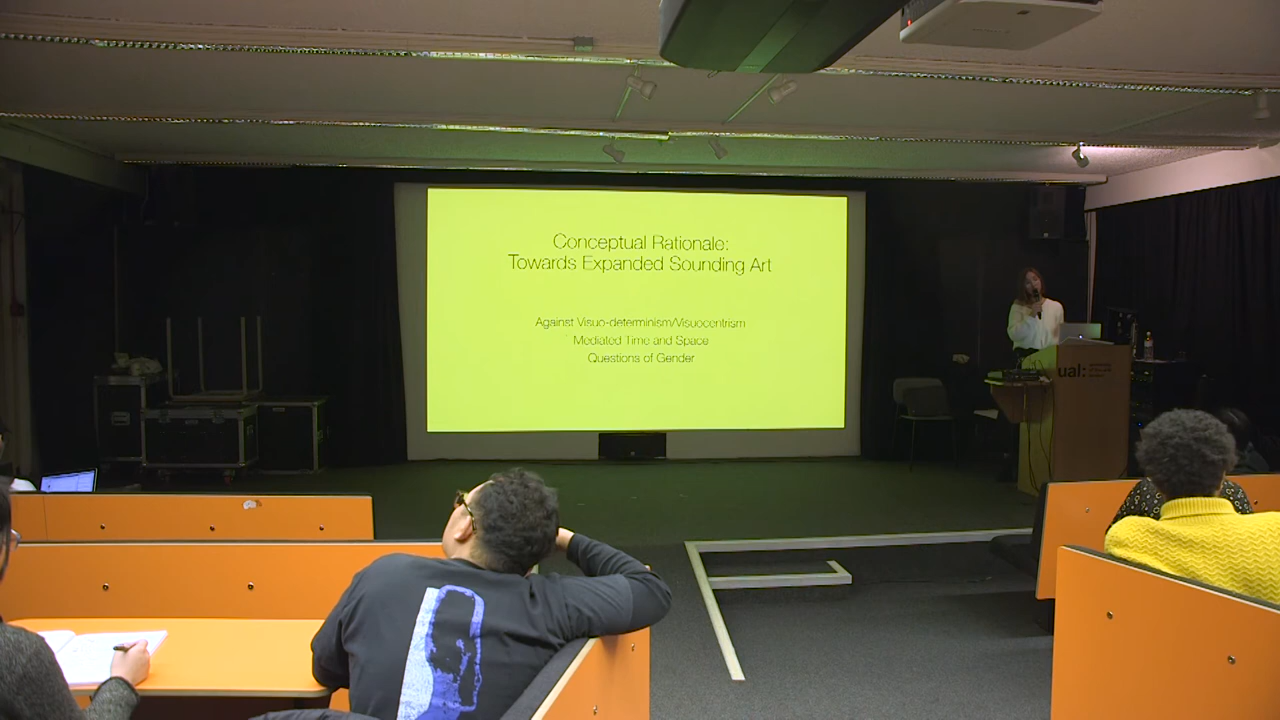 Conceptual Rationale:
Towards Expanded Sounding Art
Against Visuo-determinism/Visuocentrism
Mediated Time and Space
Questions of Gender
ual: